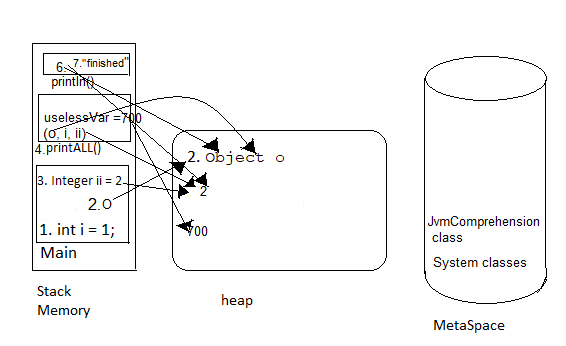 6 7."finished"
println()
uselessVar =700
(o, i, ii)
4.printALL()
3. Integer ii = 2
2.O
1. int i = 1;
Main
Stack
Memory
2. Object o
2
700
heap
JvmComprehension
class
System classes
MetaSpace